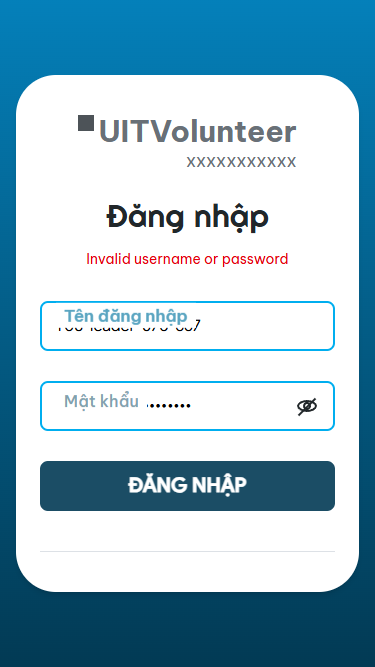 UITVolunteer
xxxxxxxxxxx
Đăng nhập
Invalid username or password
Tên đăng nhập
Mật khẩu
ĐĂNG NHẬP